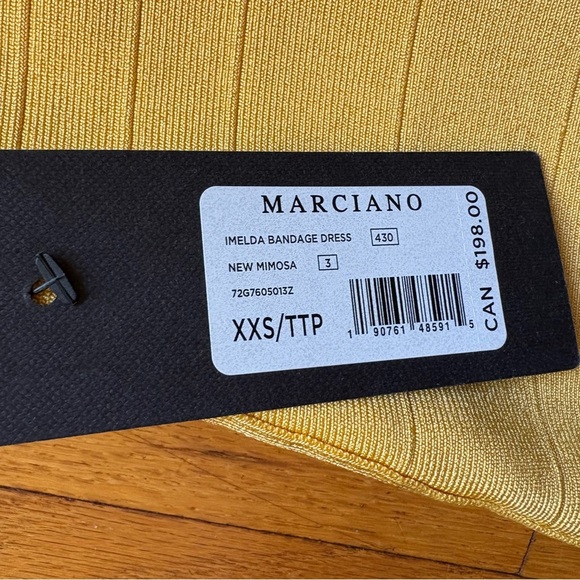 MARCIANO
IMELDA BANDAGE DRESS 430
NEW MIMOSA 3
72G7605013Z
XXS/TTP
1 90761 48591 5
CAN $198.00